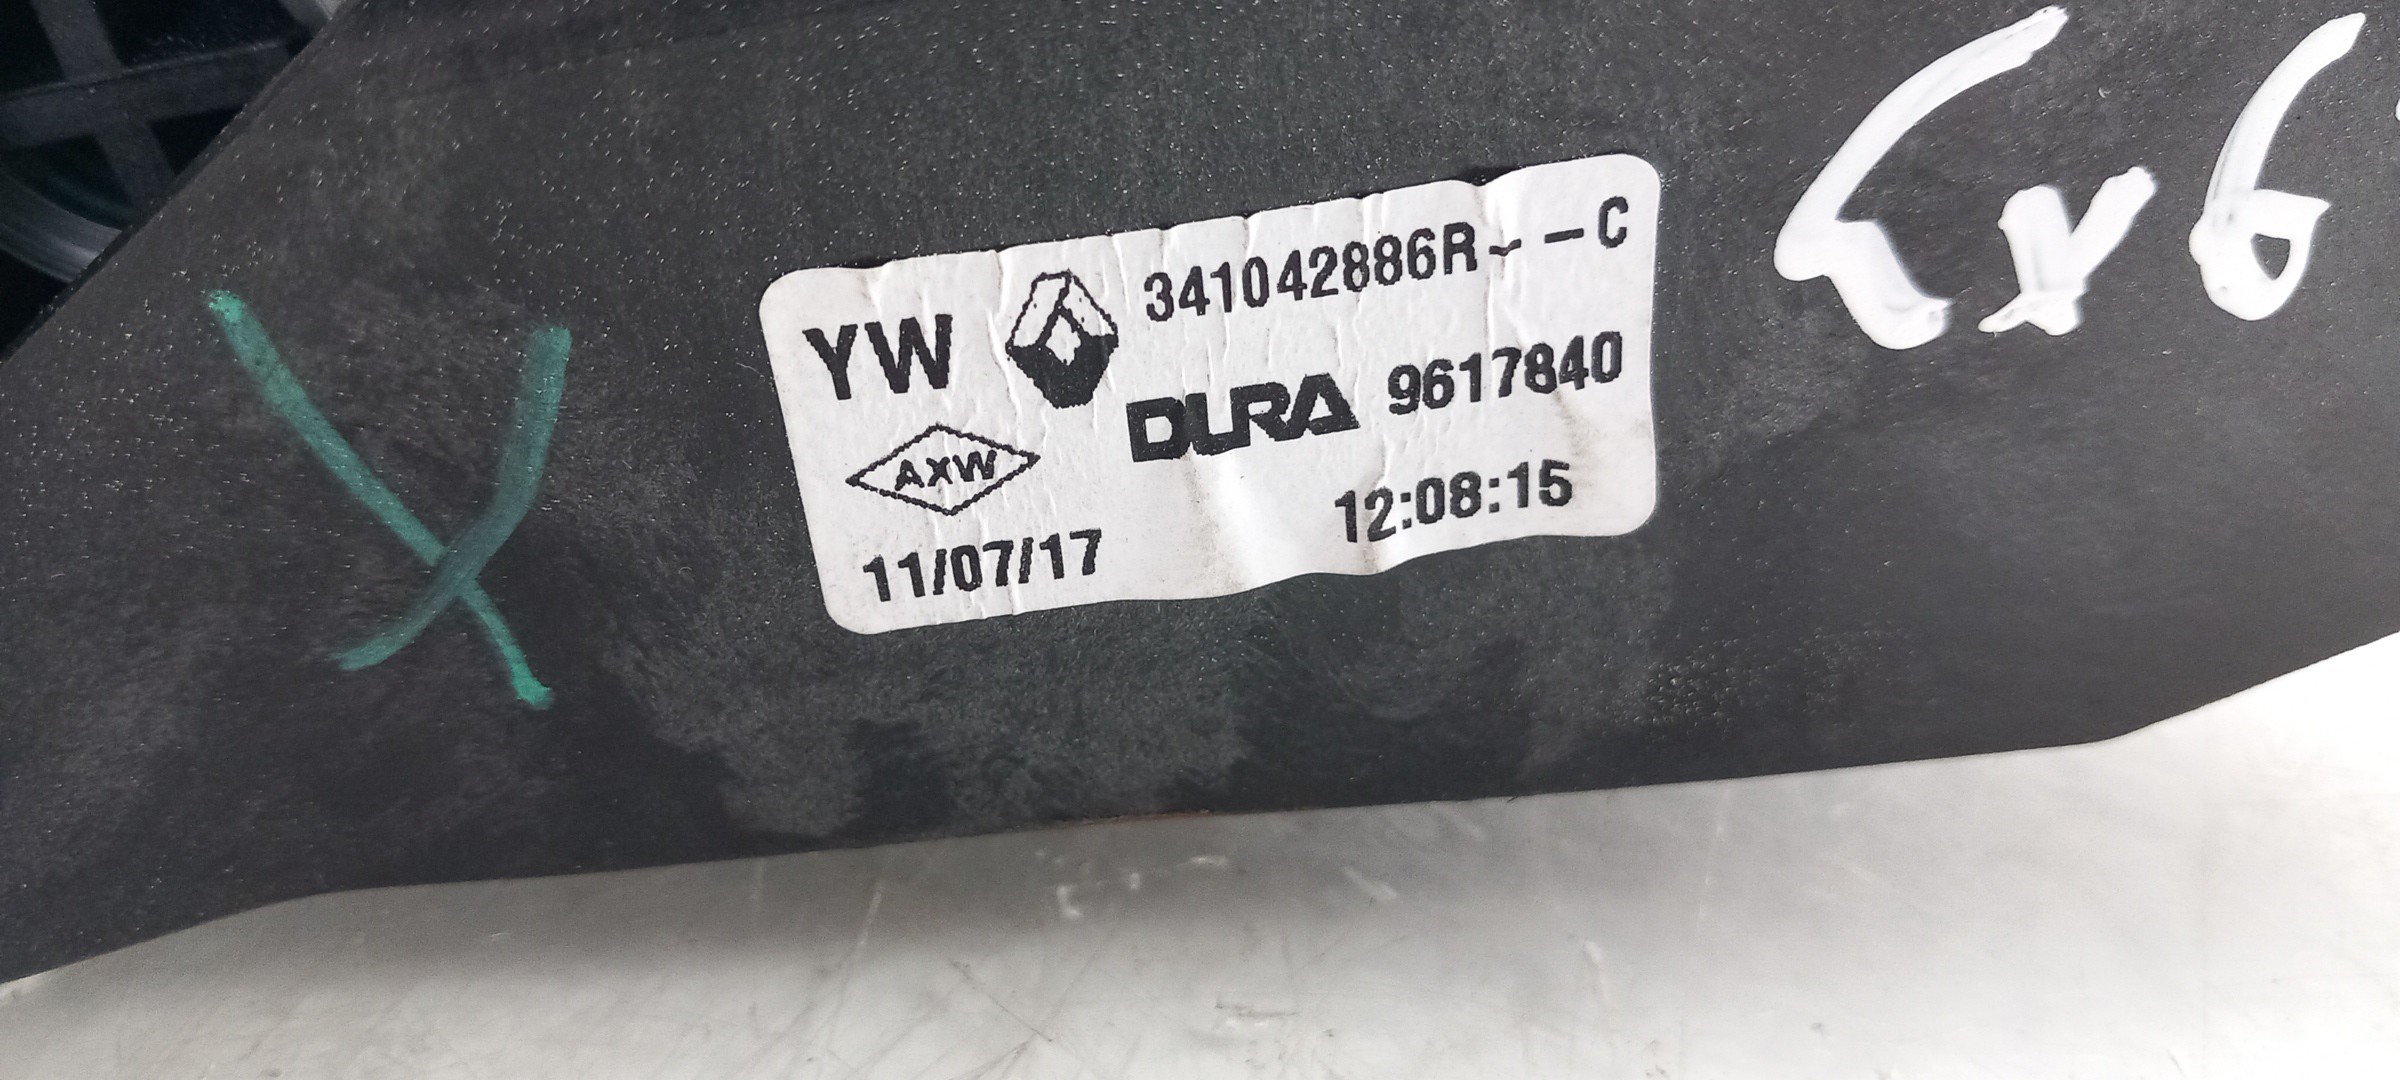 YW 341042886R---C
DURA 9617840
AXW
11/07/17 12:08:15